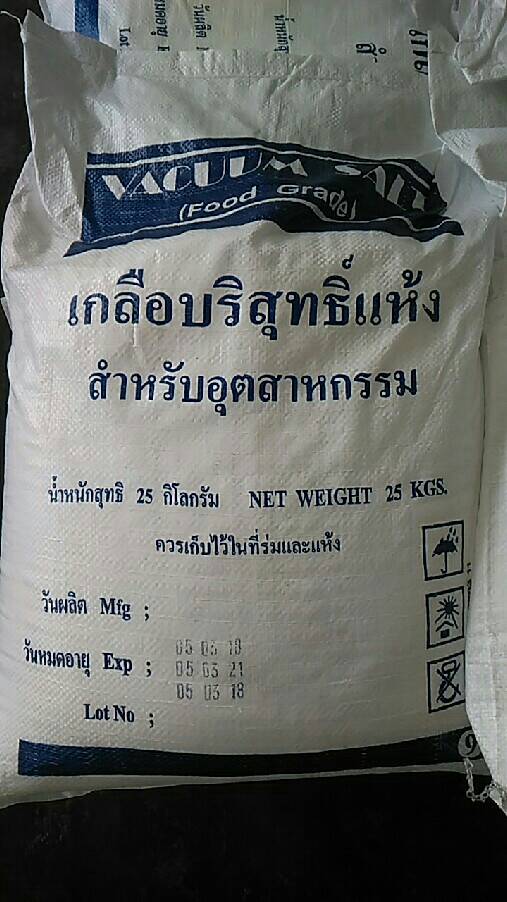 VACUUM SALT
(Food Grade)
เกลือบริสุทธิ์แห้ง
สำหรับอุตสาหกรรม
น้ำหนักสุทธิ 25 กิโลกรัม NET WEIGHT 25 KGS.
ควรเก็บไว้ในที่ร่มและแห้ง
วันผลิต Mfg ;
05 03 18
วันหมดอายุ Exp ; 05 03 21
05 03 18
Lot No ;